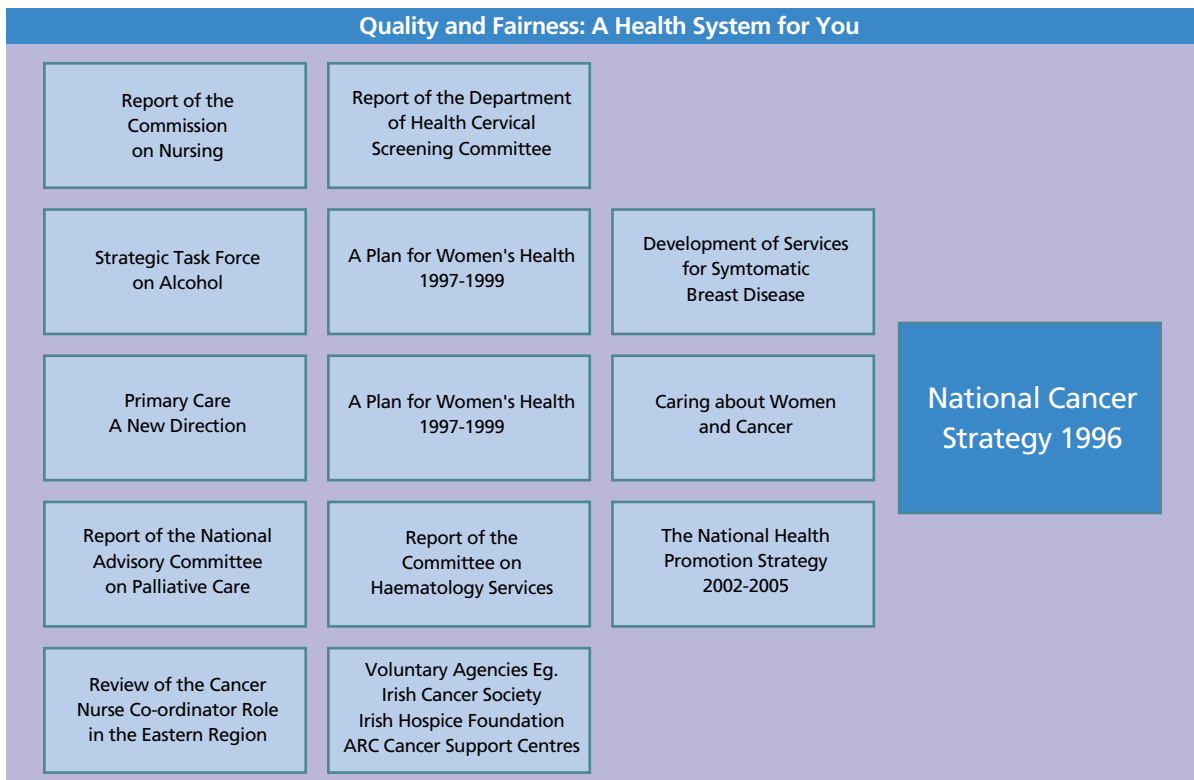 Quality and Fairness: A Health System for You
Report of the
Commission
on Nursing
Report of the Department
of Health Cervical
Screening Committee
Strategic Task Force
on Alcohol
A Plan for Women's Health
1997-1999
Development of Services
for Symtomatic
Breast Disease
Primary Care
A New Direction
A Plan for Women's Health
1997-1999
Caring about Women
and Cancer
National Cancer
Strategy 1996
Report of the National
Advisory Committee
on Palliative Care
Report of the
Committee on
Haematology Services
The National Health
Promotion Strategy
2002-2005
Review of the Cancer
Nurse Co-ordinator Role
in the Eastern Region
Voluntary Agencies Eg.
Irish Cancer Society
Irish Hospice Foundation
ARC Cancer Support Centres